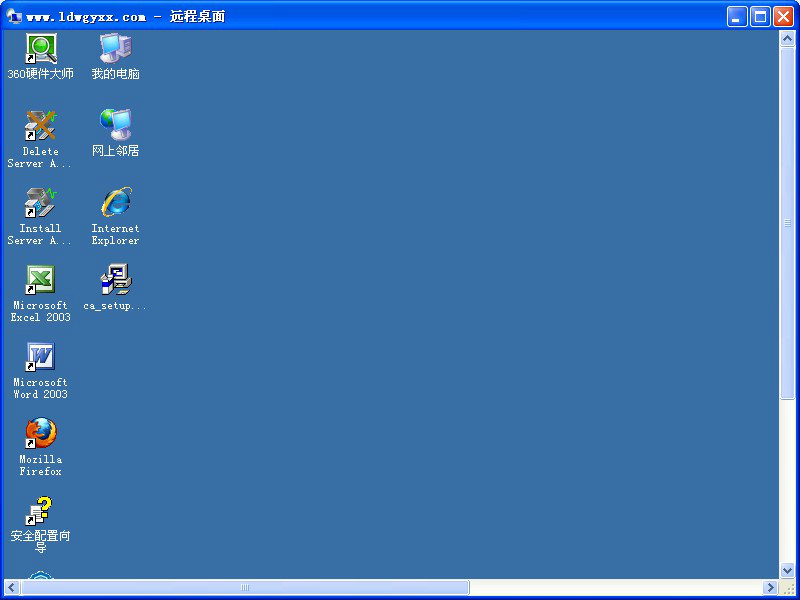 www.ldwgyxx.com - 远程桌面
360硬件大师
我的电脑
Delete
Server A...
网上邻居
Install
Server A...
Internet
Explorer
Microsoft
Excel 2003
ca_setup...
Microsoft
Word 2003
Mozilla
Firefox
安全配置向
导